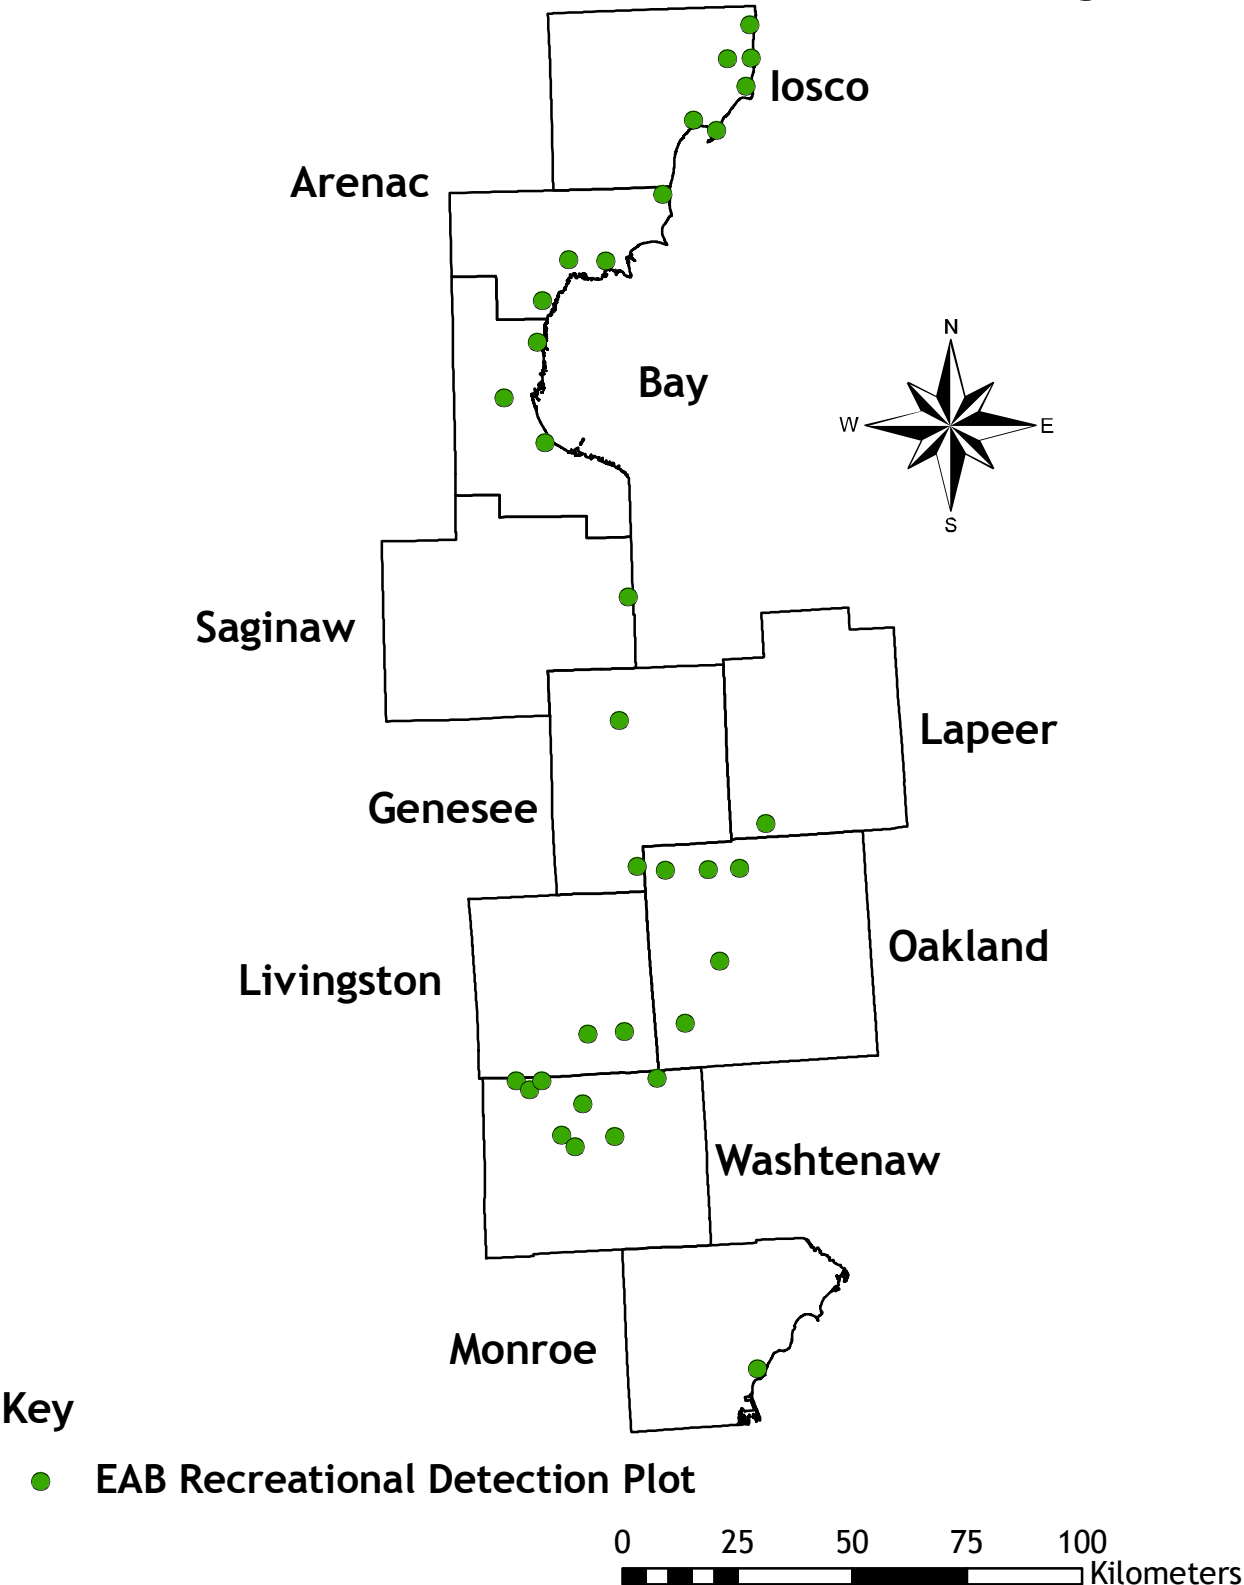 Iosco
Arenac
Bay
N
W
E
S
Saginaw
Lapeer
Genesee
Oakland
Livingston
Washtenaw
Monroe
Key
EAB Recreational Detection Plot
0 25 50 75 100
Kilometers